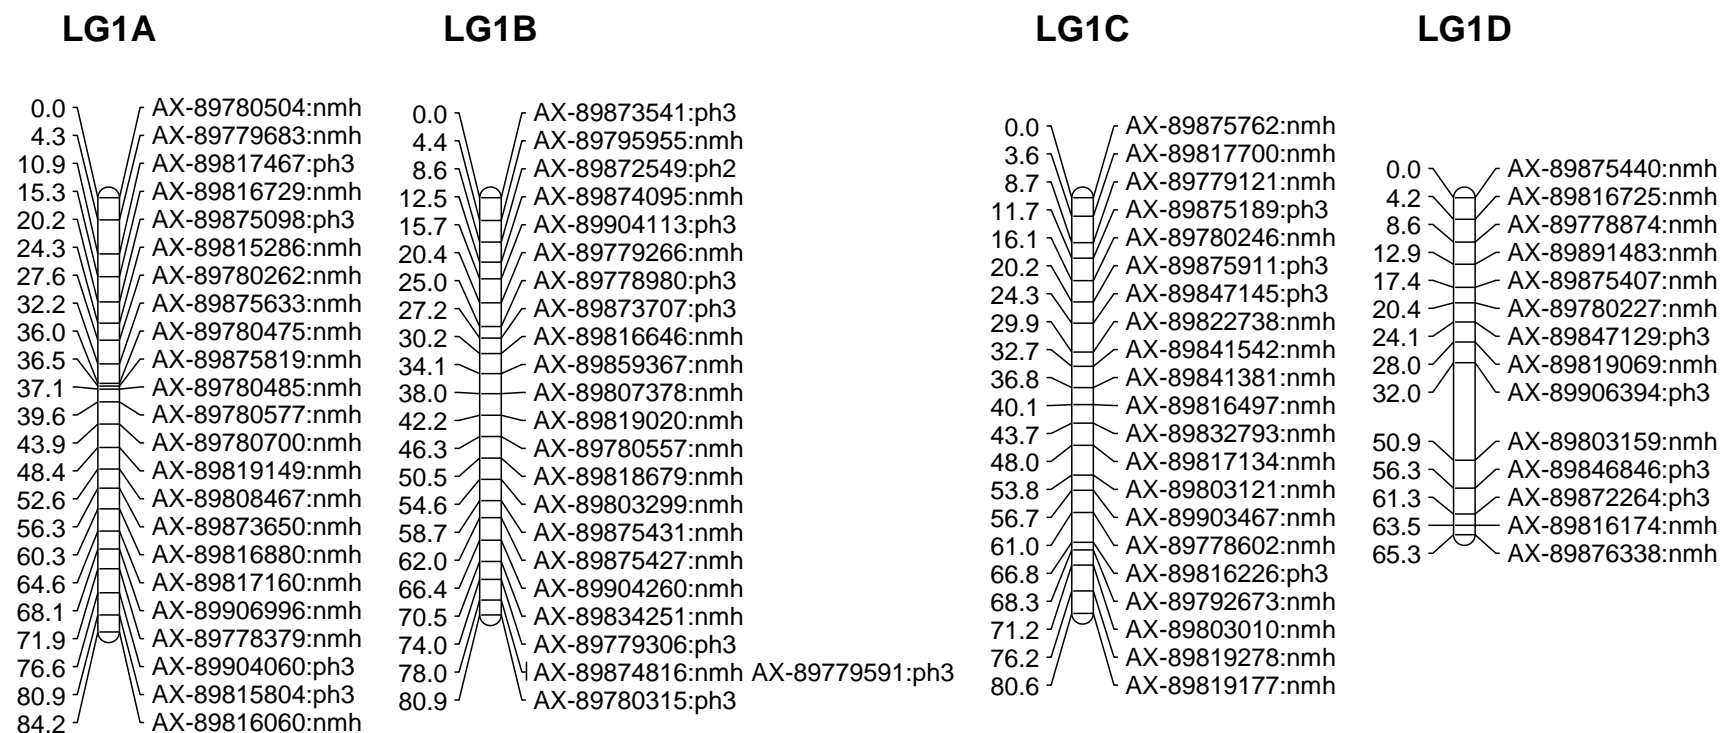 LG1A
0.0 AX-89780504:nmh
4.3 AX-89779683:nmh
10.9 AX-89817467:ph3
15.3 AX-89816729:nmh
20.2 AX-89875098:ph3
24.3 AX-89815286:nmh
27.6 AX-89780262:nmh
32.2 AX-89875633:nmh
36.0 AX-89780475:nmh
36.5 AX-89875819:nmh
37.1 AX-89780485:nmh
39.6 AX-89780577:nmh
43.9 AX-89780700:nmh
48.4 AX-89819149:nmh
52.6 AX-89808467:nmh
56.3 AX-89873650:nmh
60.3 AX-89816880:nmh
64.6 AX-89817160:nmh
68.1 AX-89906996:nmh
71.9 AX-89778379:nmh
76.6 AX-89904060:ph3
80.9 AX-89815804:ph3
84.2 AX-89816060:nmh
LG1B
0.0 AX-89873541:ph3
4.4 AX-89795955:nmh
8.6 AX-89872549:ph2
12.5 AX-89874095:nmh
15.7 AX-89904113:ph3
20.4 AX-89779266:nmh
25.0 AX-89778980:ph3
27.2 AX-89873707:ph3
30.2 AX-89816646:nmh
34.1 AX-89859367:nmh
38.0 AX-89807378:nmh
42.2 AX-89819020:nmh
46.3 AX-89780557:nmh
50.5 AX-89818679:nmh
54.6 AX-89803299:nmh
58.7 AX-89875431:nmh
62.0 AX-89875427:nmh
66.4 AX-89904260:nmh
70.5 AX-89834251:nmh
74.0 AX-89779306:ph3
78.0 AX-89874816:nmh AX-89779591:ph3
80.9 AX-89780315:ph3
LG1C
0.0 AX-89875762:nmh
3.6 AX-89817700:nmh
8.7 AX-89779121:nmh
11.7 AX-89875189:ph3
16.1 AX-89780246:nmh
20.2 AX-89875911:ph3
24.3 AX-89847145:ph3
29.9 AX-89822738:nmh
32.7 AX-89841542:nmh
36.8 AX-89841381:nmh
40.1 AX-89816497:nmh
43.7 AX-89832793:nmh
48.0 AX-89817134:nmh
53.8 AX-89803121:nmh
56.7 AX-89903467:nmh
61.0 AX-89778602:nmh
66.8 AX-89816226:ph3
68.3 AX-89792673:nmh
71.2 AX-89803010:nmh
76.2 AX-89819278:nmh
80.6 AX-89819177:nmh
LG1D
0.0 AX-89875440:nmh
4.2 AX-89816725:nmh
8.6 AX-89778874:nmh
12.9 AX-89891483:nmh
17.4 AX-89875407:nmh
20.4 AX-89780227:nmh
24.1 AX-89847129:ph3
28.0 AX-89819069:nmh
32.0 AX-89906394:ph3
50.9 AX-89803159:nmh
56.3 AX-89846846:ph3
61.3 AX-89872264:ph3
63.5 AX-89816174:nmh
65.3 AX-89876338:nmh